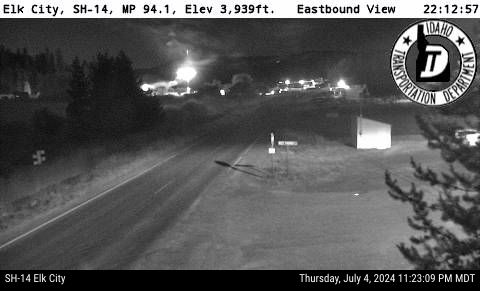 Elk City, SH-14, MP 94.1, Elev 3,939ft. Eastbound View 22:12:57
IDAHO
TRANSPORTATION DEPARTMENT
SH-14 Elk City Thursday, July 4, 2024 11:23:09 PM MDT